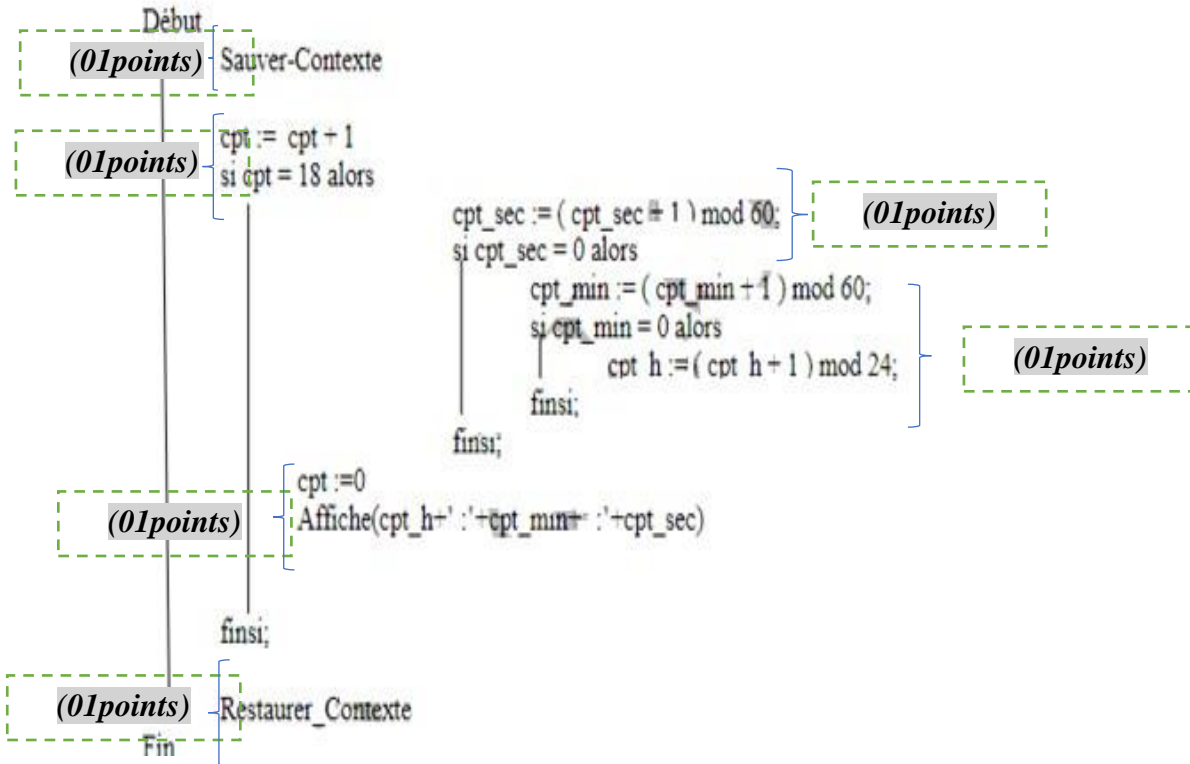 Début
(01points) Sauver-Contexte
cpt := cpt + 1
(01points)
si cpt = 18 alors
cpt_sec := ( cpt_sec + 1 ) mod 60;
(01points)
si cpt_sec = 0 alors
cpt_min := ( cpt_min + 1 ) mod 60;
si cpt_min = 0 alors
(01points)
cpt_h := ( cpt_h + 1 ) mod 24;
finsi;
finsi;
cpt :=0
(01points) Affiche(cpt_h+' :'+cpt_min+' :'+cpt_sec)
finsi;
(01points) Restaurer_Contexte
Fin